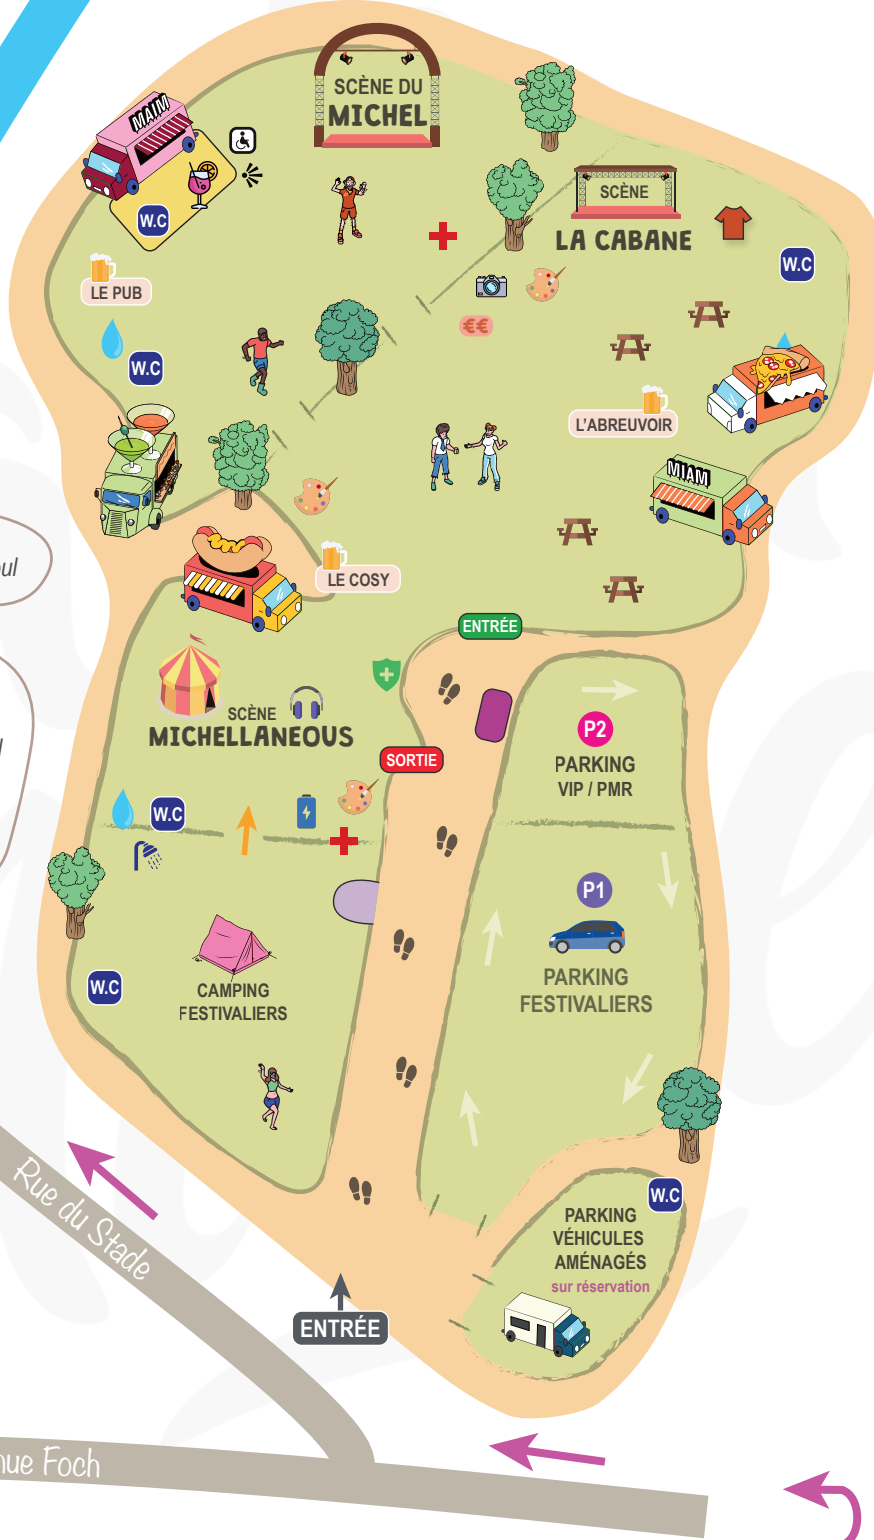 SCÈNE DU
MICHEL
MAIM
W.C
SCÈNE
LA CABANE
W.C
LE PUB
€€
W.C
L'ABREUVOIR
MIAM
LE COSY
ENTRÉE
SCÈNE
MICHELLANEOUS
SORTIE
P2
PARKING
VIP / PMR
W.C
P1
PARKING
FESTIVALIERS
W.C
CAMPING
FESTIVALIERS
Rue du Stade
W.C
PARKING
VÉHICULES
AMÉNAGÉS
sur réservation
ENTRÉE
Foch